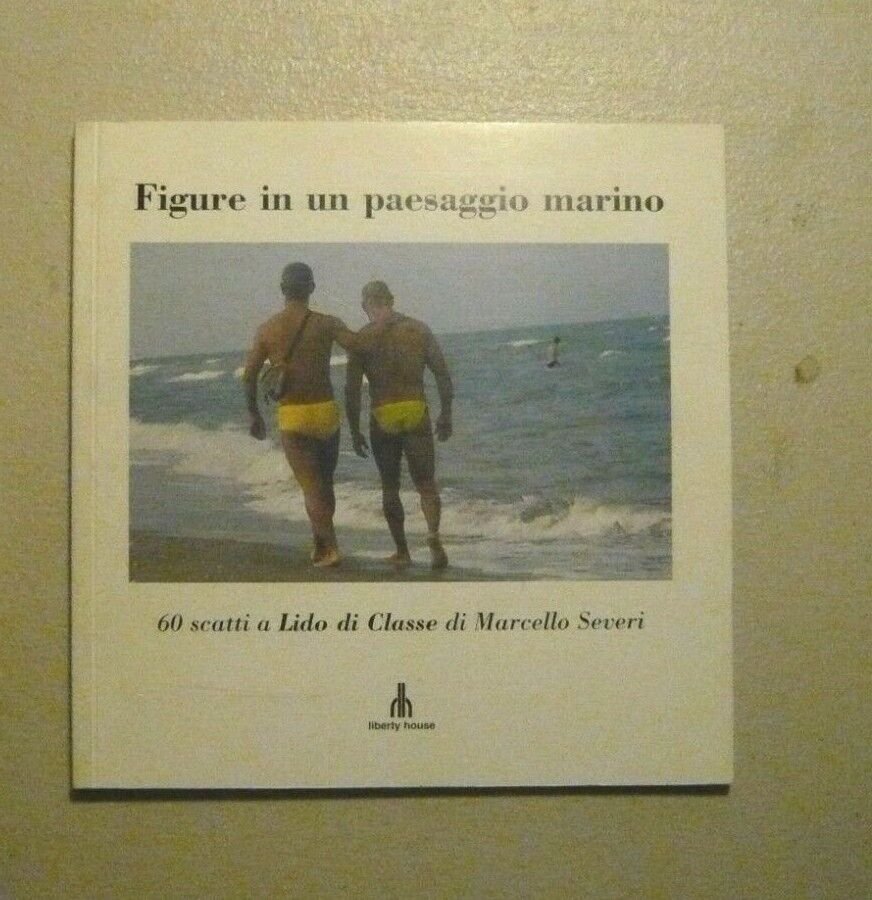 Figure in un paesaggio marino
60 scatti a Lido di Classe di Marcello Severi
liberty house